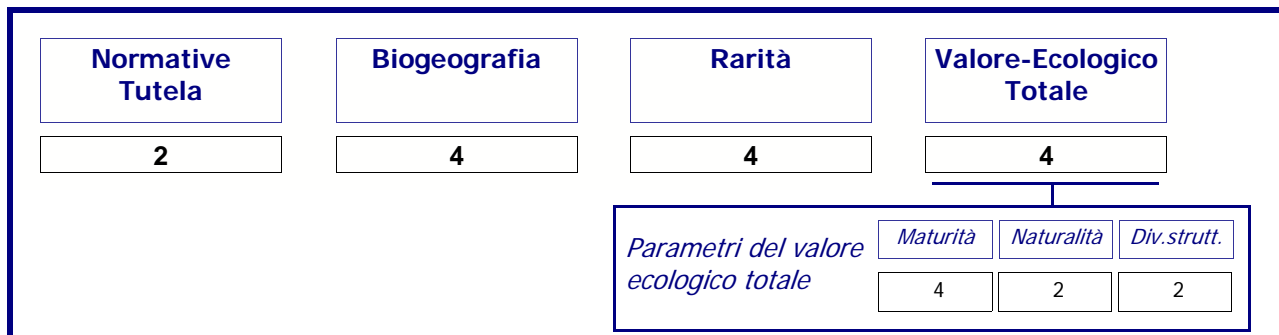 Normative Tutela
Biogeografia
Rarità
Valore-Ecologico Totale
2
4
4
4
Parametri del valore ecologico totale
Maturità
Naturalità
Div.strutt.
4
2
2